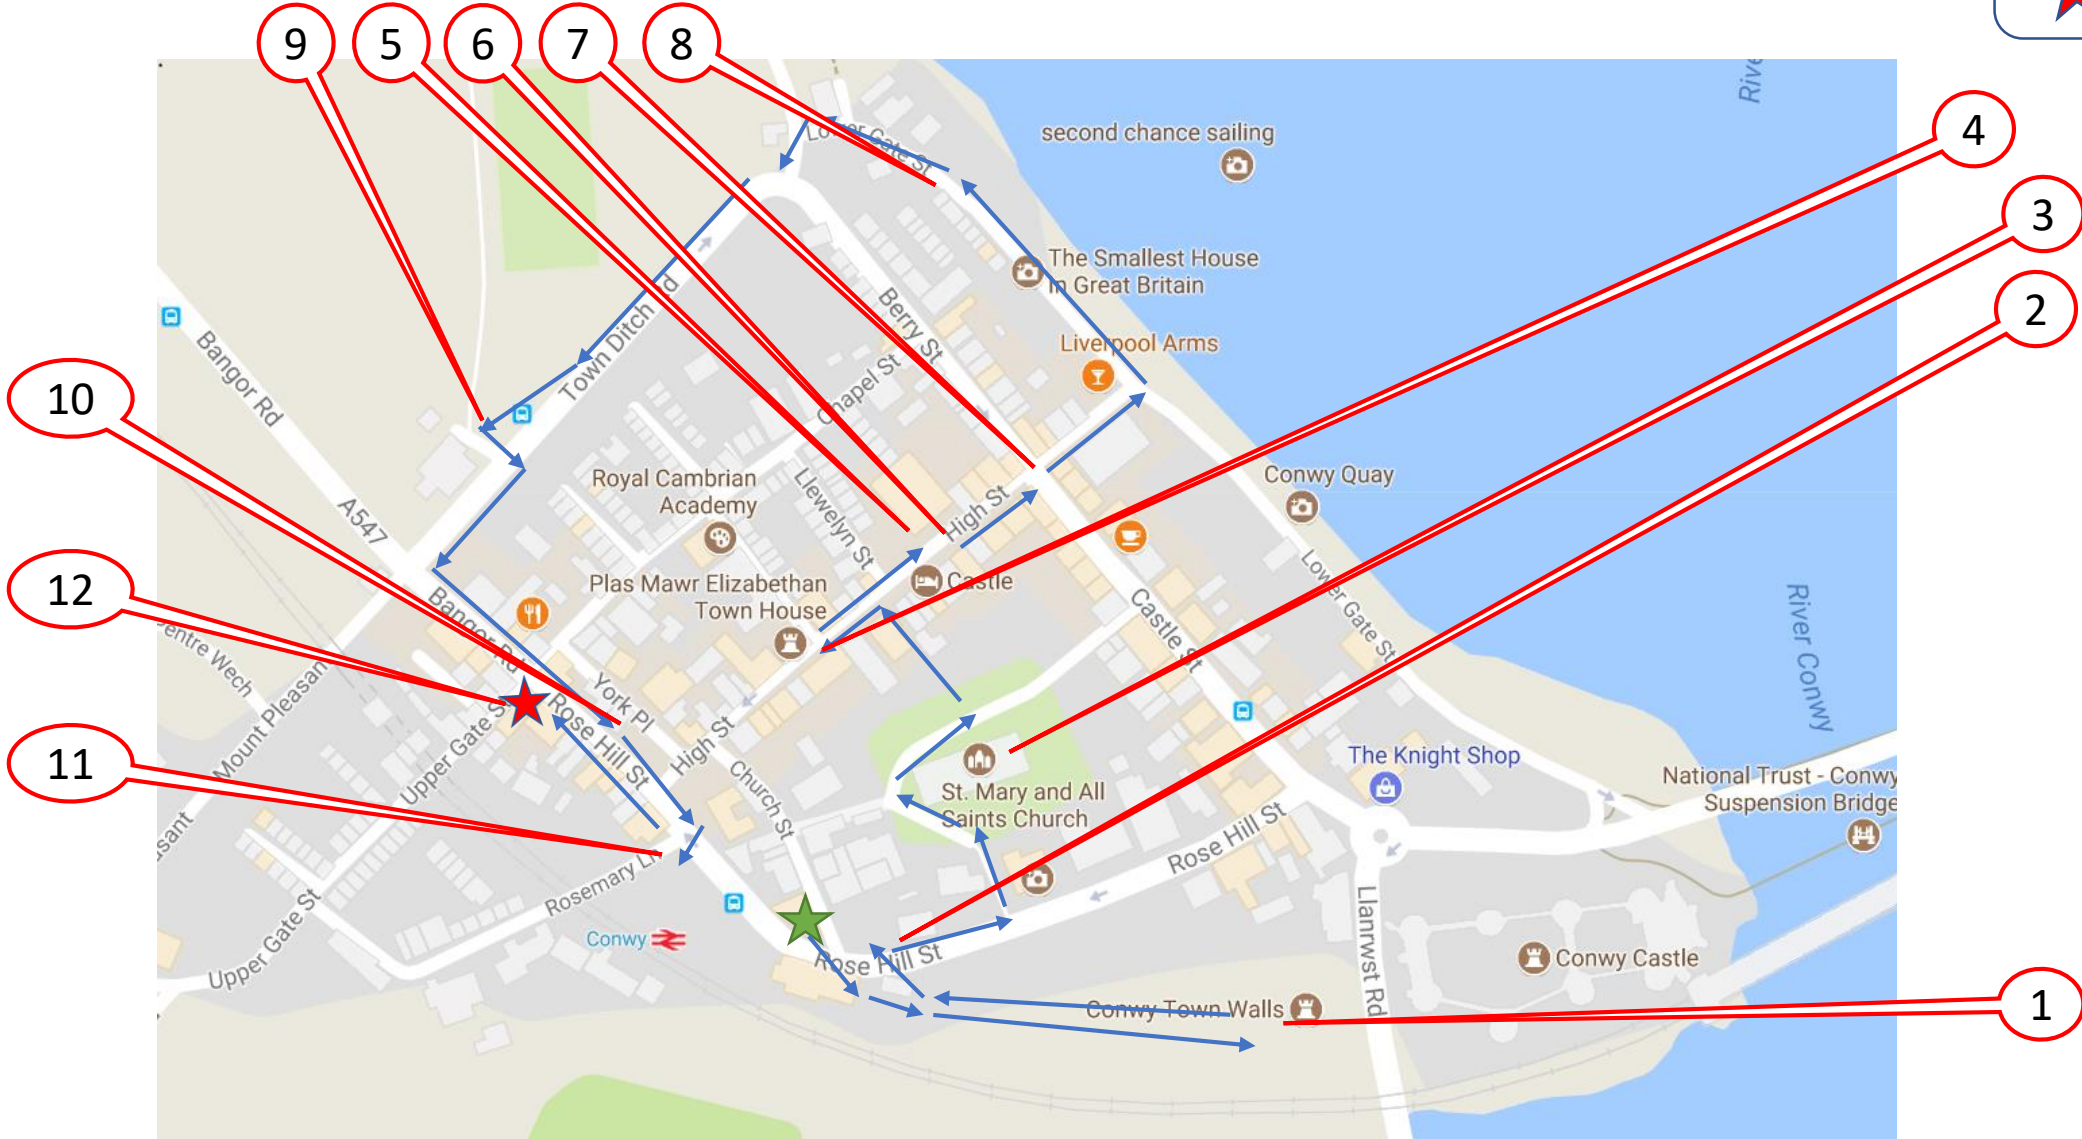 9
5
6
7
8
4
3
2
10
12
11
1
Rive
second chance sailing
Lower Gate St
The Smallest House
in Great Britain
Liverpool Arms
Berry St
Bangor Rd
Town Ditch Rd
Chapel St
Royal Cambrian
Academy
Llewelyn St
High St
Conwy Quay
A547
Plas Mawr Elizabethan
Town House
Castle
Lower Gate St
Castle St
River Conwy
Bangor Rd
Mount Pleasant
York Pl
Rose Hill St
High St
Upper Gate St
Church St
St. Mary and All
Saints Church
The Knight Shop
National Trust - Conwy
Suspension Bridge
Rose Hill St
asant
Rosemary Ln
Upper Gate St
Conwy
Rose Hill St
Llanrwst Rd
Conwy Castle
Conwy Town Walls